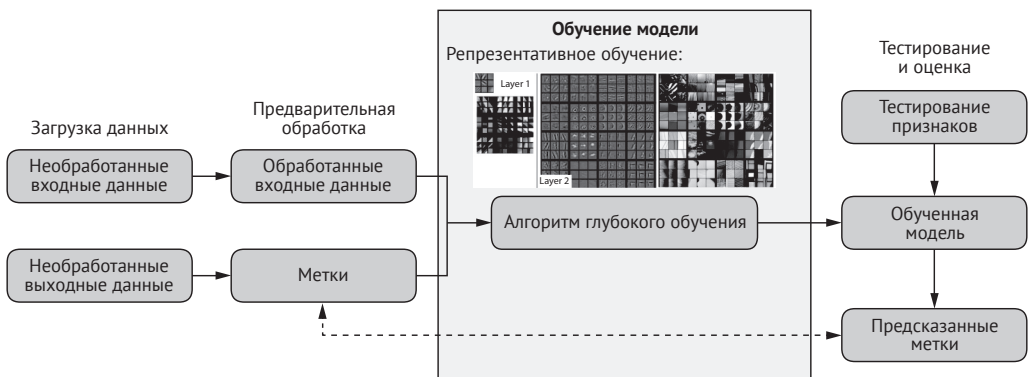 Загрузка данных
Необработанные
входные данные
Необработанные
выходные данные
Предварительная
обработка
Обработанные
входные данные
Метки
Обучение модели
Репрезентативное обучение:
Layer 1
Layer 2
Алгоритм глубокого обучения
Тестирование
и оценка
Тестирование
признаков
Обученная
модель
Предсказанные
метки